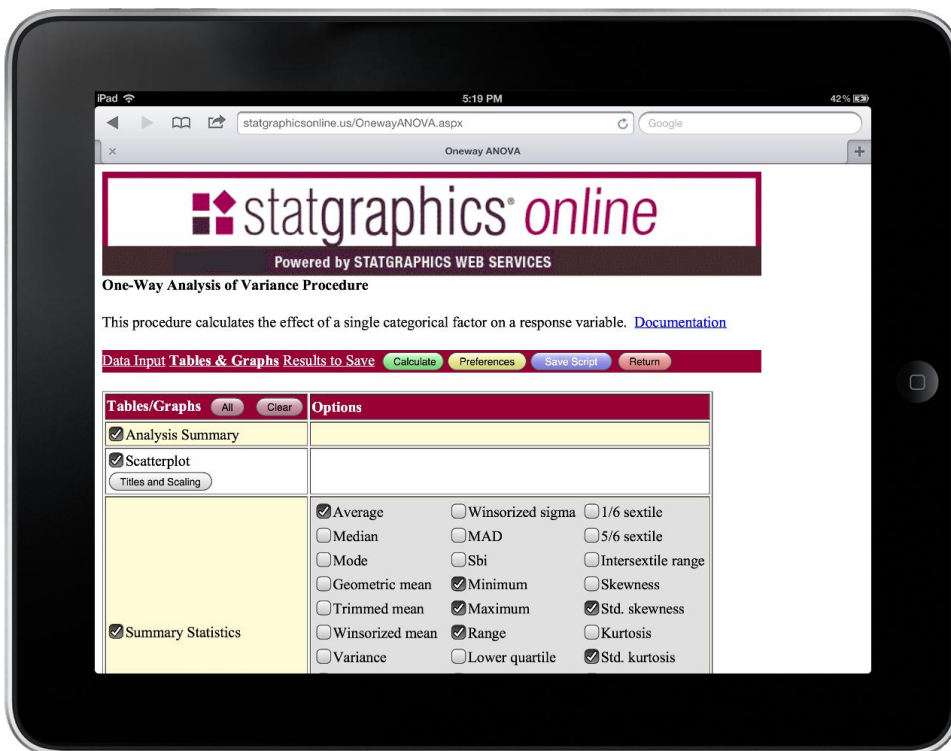 iPad 5:19 PM 42%
statgraphicsonline.us/OnewayANOVA.aspx Google
Oneway ANOVA
statgraphics® online
Powered by STATGRAPHICS WEB SERVICES
One-Way Analysis of Variance Procedure
This procedure calculates the effect of a single categorical factor on a response variable. Documentation
Data Input Tables & Graphs Results to Save Calculate Preferences Save Script Return
Tables/Graphs All Clear Options
Analysis Summary
Scatterplot
Titles and Scaling
Average Winsorized sigma 1/6 sextile
Median MAD 5/6 sextile
Mode Sbi Intersextile range
Geometric mean Minimum Skewness
Trimmed mean Maximum Std. skewness
Summary Statistics Winsorized mean Range Kurtosis
Variance Lower quartile Std. kurtosis